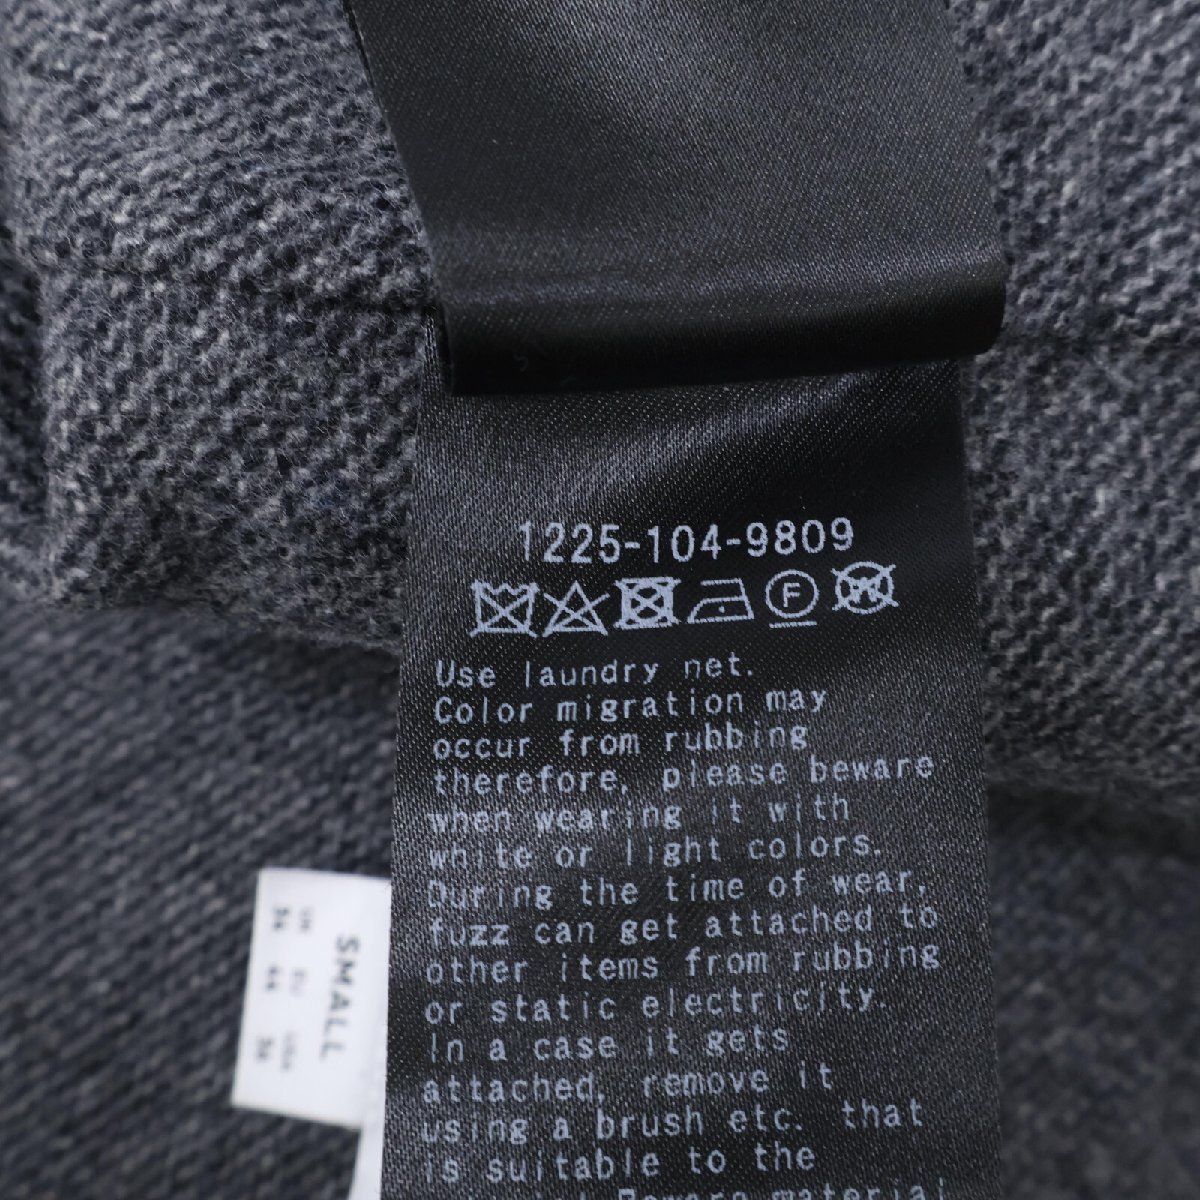 1225-104-9809
F
W
Use laundry net.
Color migration may
occur from rubbing
therefore, please beware
when wearing it with
white or light colors.
During the time of wear,
fuzz can get attached to
other items from rubbing
or static electricity.
In a case it gets
attached, remove it
using a brush etc. that
is suitable to the
material
SMALL